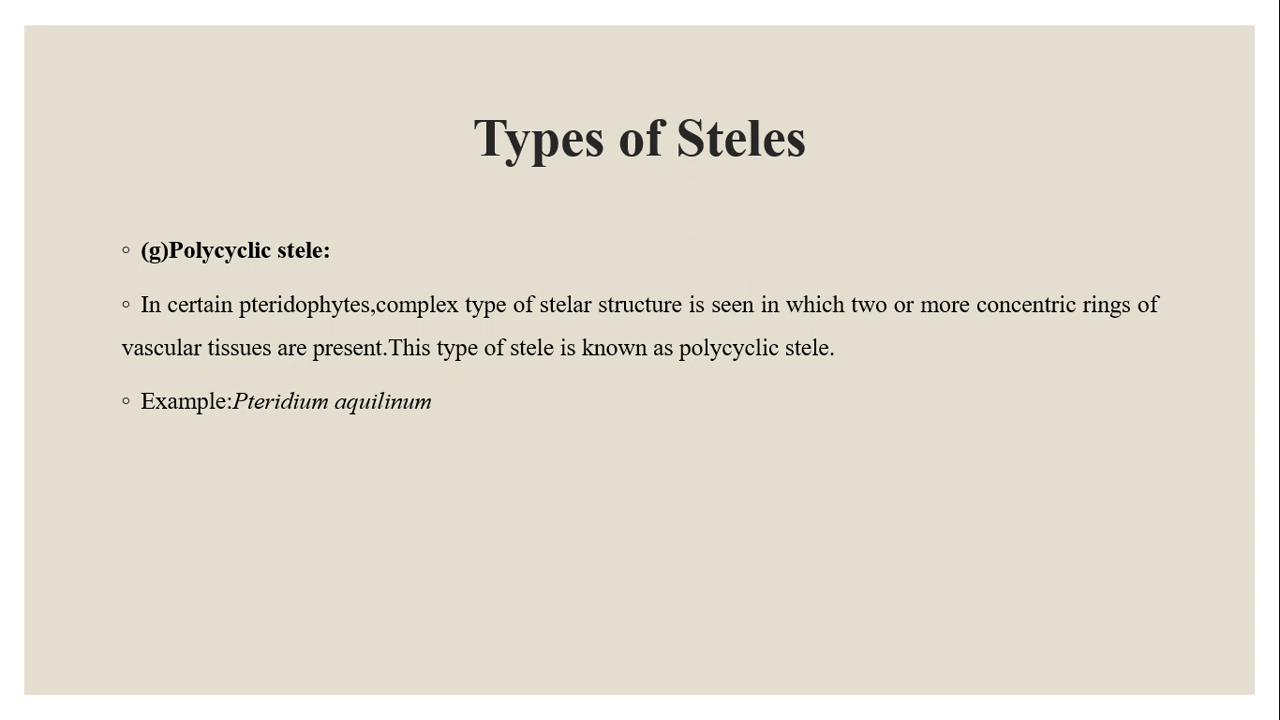 Types of Steles
◦ (g)Polycyclic stele:
◦ In certain pteridophytes,complex type of stelar structure is seen in which two or more concentric rings of
vascular tissues are present.This type of stele is known as polycyclic stele.
◦ Example:Pteridium aquilinum